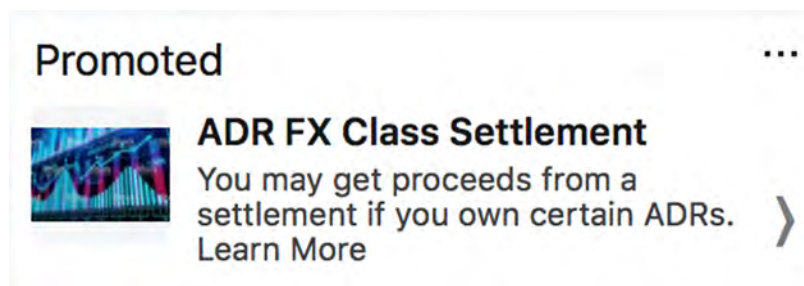 Promoted
...
ADR FX Class Settlement
You may get proceeds from a
settlement if you own certain ADRs.
Learn More